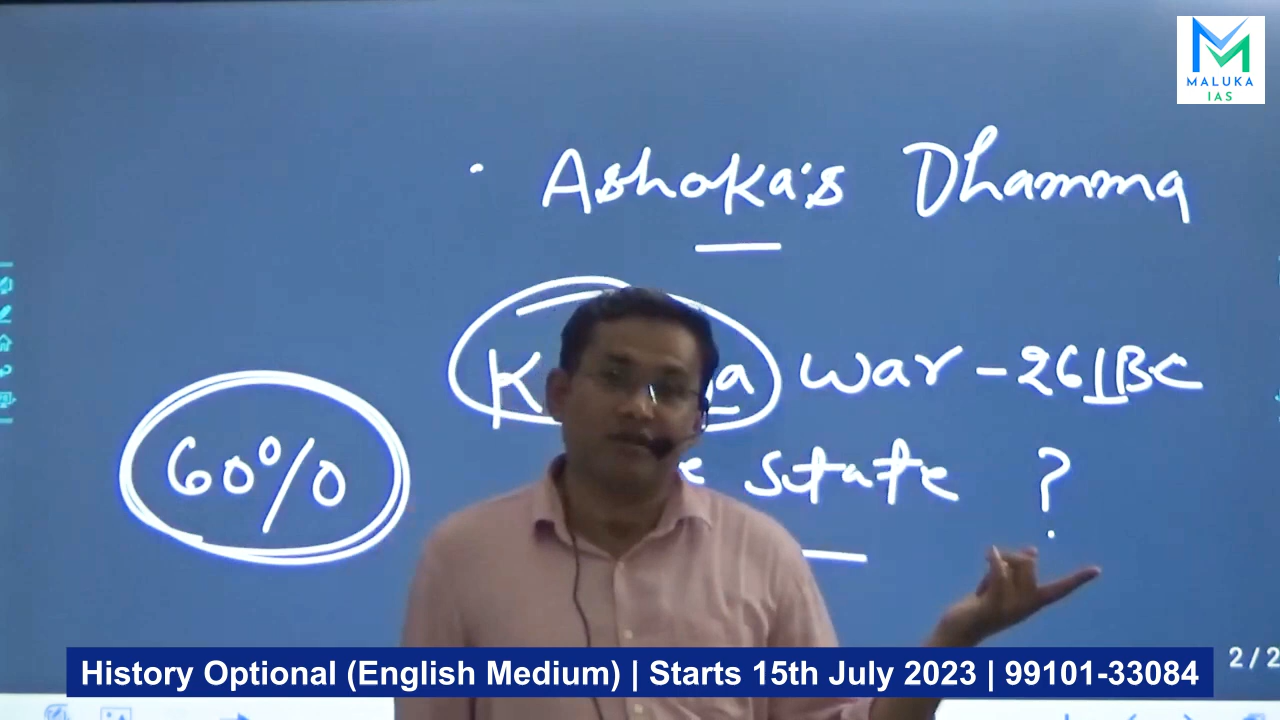 MALUKA
IAS
Ashoka's Dhamma
war - 261BC
60%
state ?
2/2
History Optional (English Medium) | Starts 15th July 2023 | 99101-33084